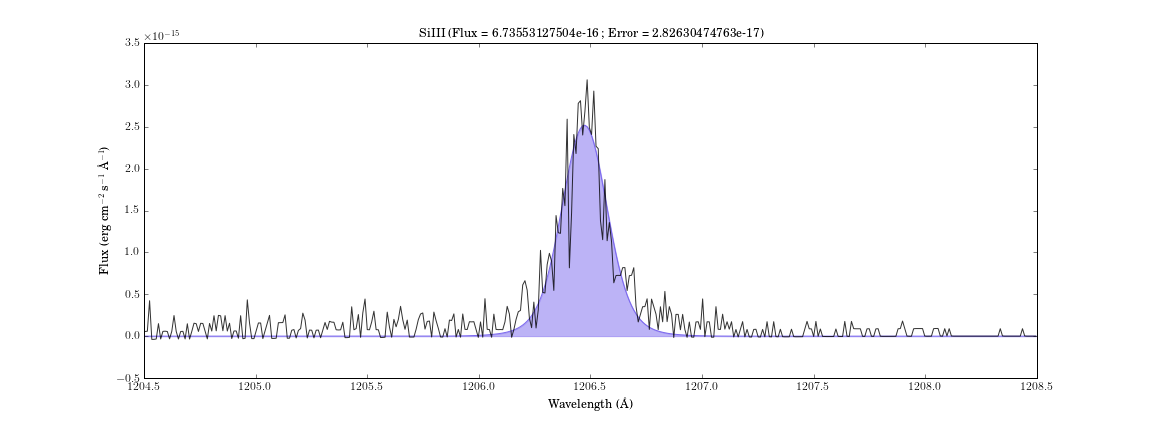 SiIII (Flux = 6.73553127504e-16 ; Error = 2.82630474763e-17)
×10⁻¹⁵
3.5
3.0
2.5
2.0
1.5
1.0
0.5
0.0
−0.5
Flux (erg cm⁻² s⁻¹ Å⁻¹)
1204.5 1205.0 1205.5 1206.0 1206.5 1207.0 1207.5 1208.0 1208.5
Wavelength (Å)